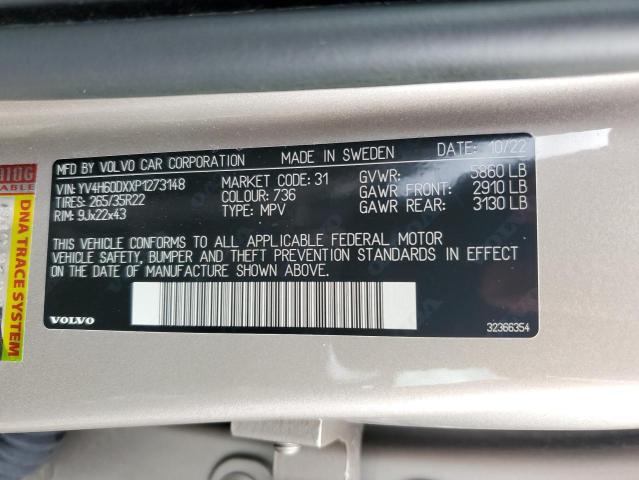 MFD BY VOLVO CAR CORPORATION MADE IN SWEDEN DATE: 10/22
VIN: YV4H60DXXP1273148 MARKET CODE: 31 GVWR: 5860 LB
TIRES: 265/35R22 COLOUR: 736 GAWR FRONT: 2910 LB
RIM: 9Jx22x43 TYPE: MPV GAWR REAR: 3130 LB
THIS VEHICLE CONFORMS TO ALL APPLICABLE FEDERAL MOTOR
VEHICLE SAFETY, BUMPER AND THEFT PREVENTION STANDARDS IN EFFECT
ON THE DATE OF MANUFACTURE SHOWN ABOVE.
VOLVO
32366354
DNA TRACE SYSTEM